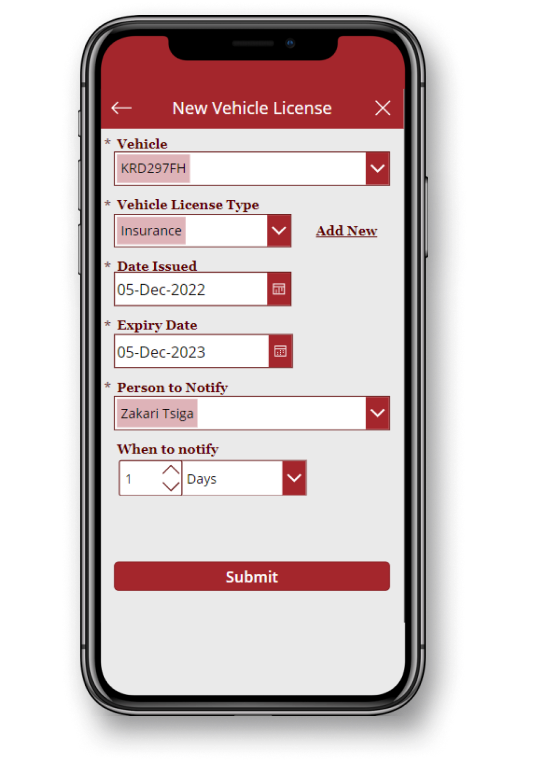 New Vehicle License
* Vehicle
KRD297FH
* Vehicle License Type
Insurance Add New
* Date Issued
05-Dec-2022
* Expiry Date
05-Dec-2023
* Person to Notify
Zakari Tsiga
When to notify
1 Days
Submit